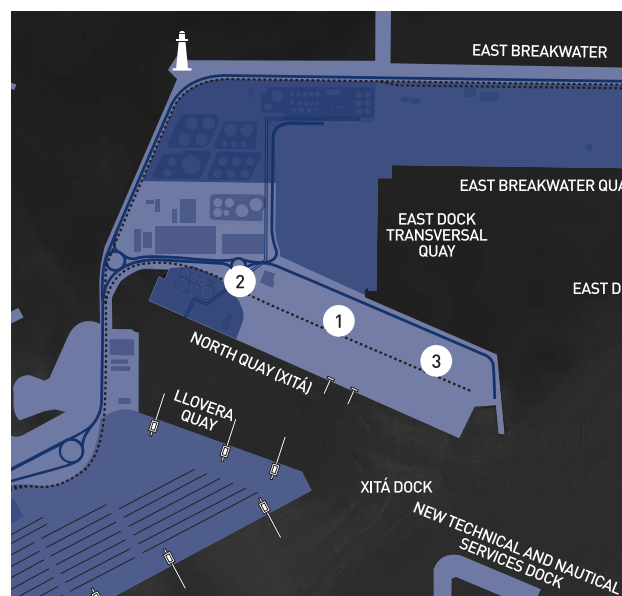 EAST BREAKWATER
EAST BREAKWATER QUA
EAST DOCK
TRANSVERSAL
QUAY
EAST D
2
1
3
NORTH QUAY (XITÁ)
LLOVERA
QUAY
XITÁ DOCK
NEW TECHNICAL AND NAUTICAL
SERVICES DOCK